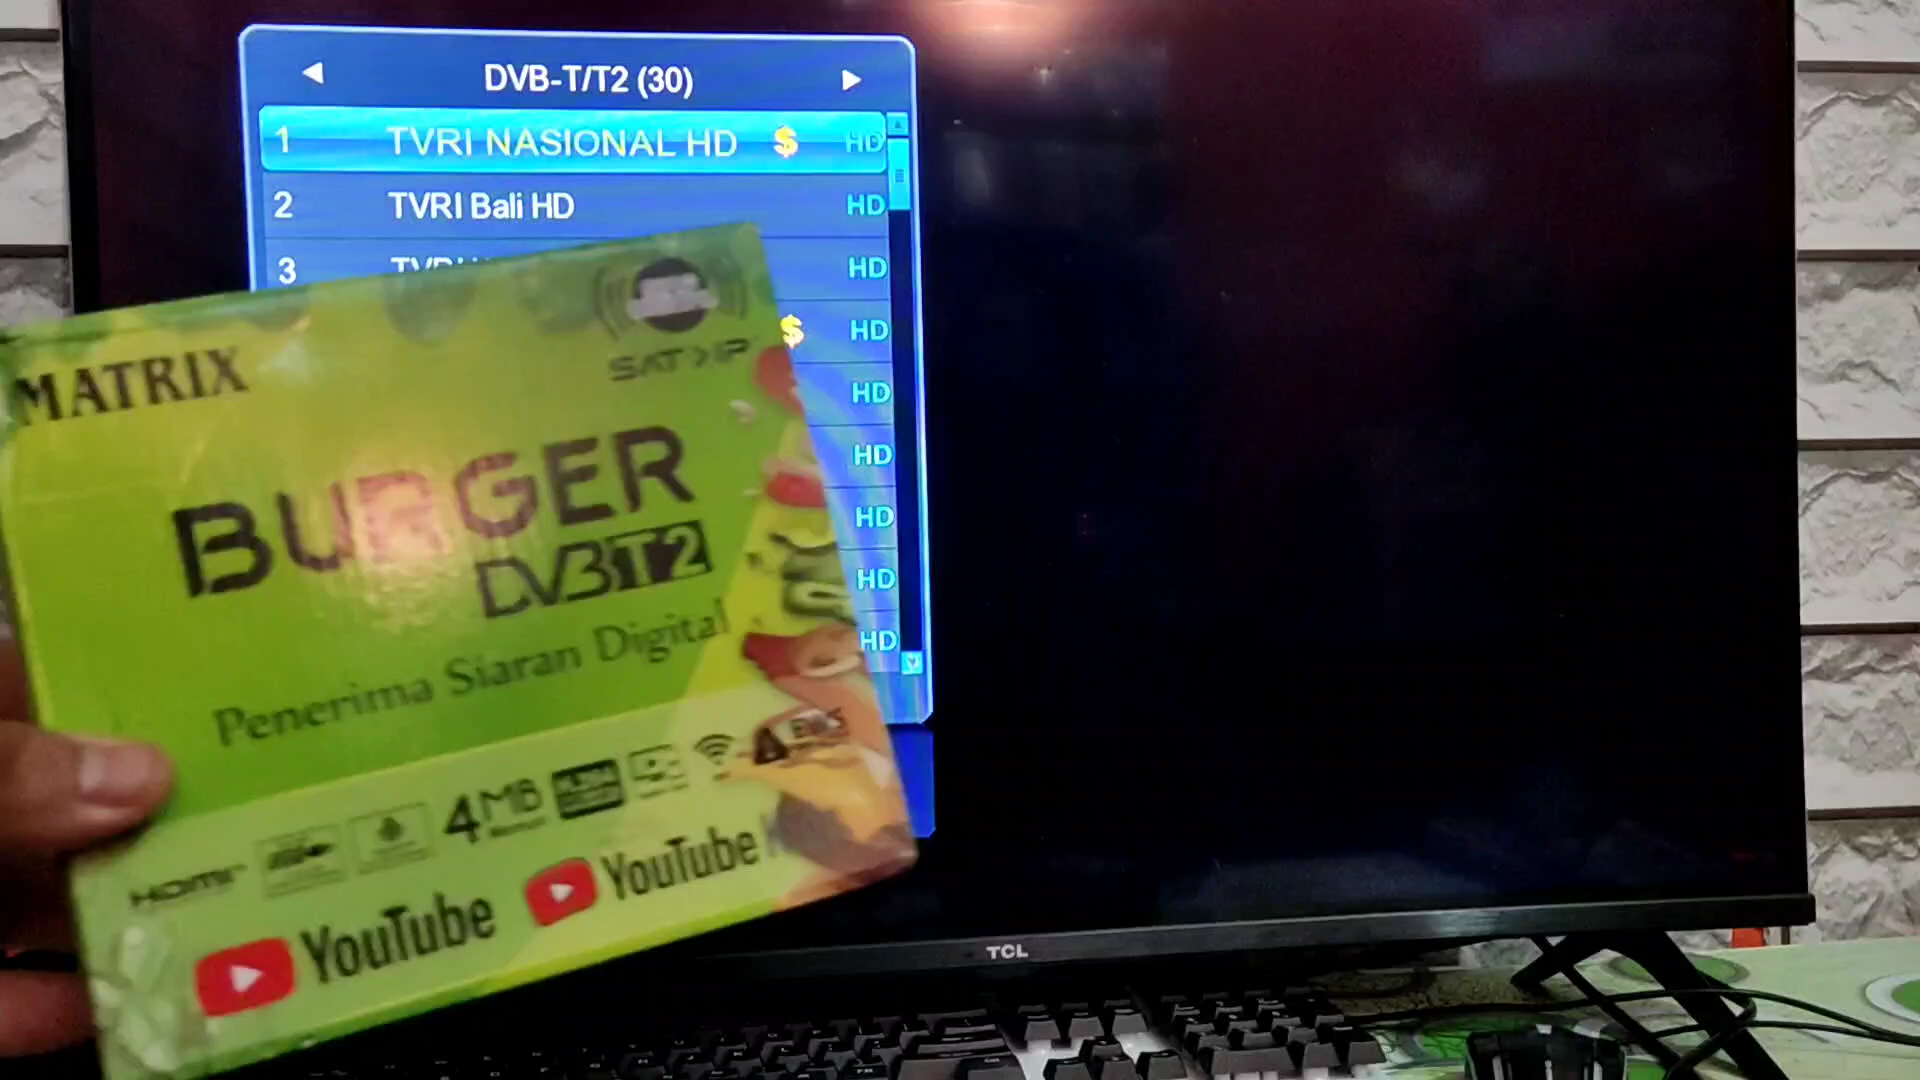 DVB-T/T2 (30)
1 TVRI NASIONAL HD $ HD
2 TVRI Bali HD HD
3 HD
$ HD
HD
HD
HD
HD
HD
MATRIX
SAT>IP
BURGER
DVBT2
Penerima Siaran Digital
HDMI 4MB
YouTube YouTube
TCL